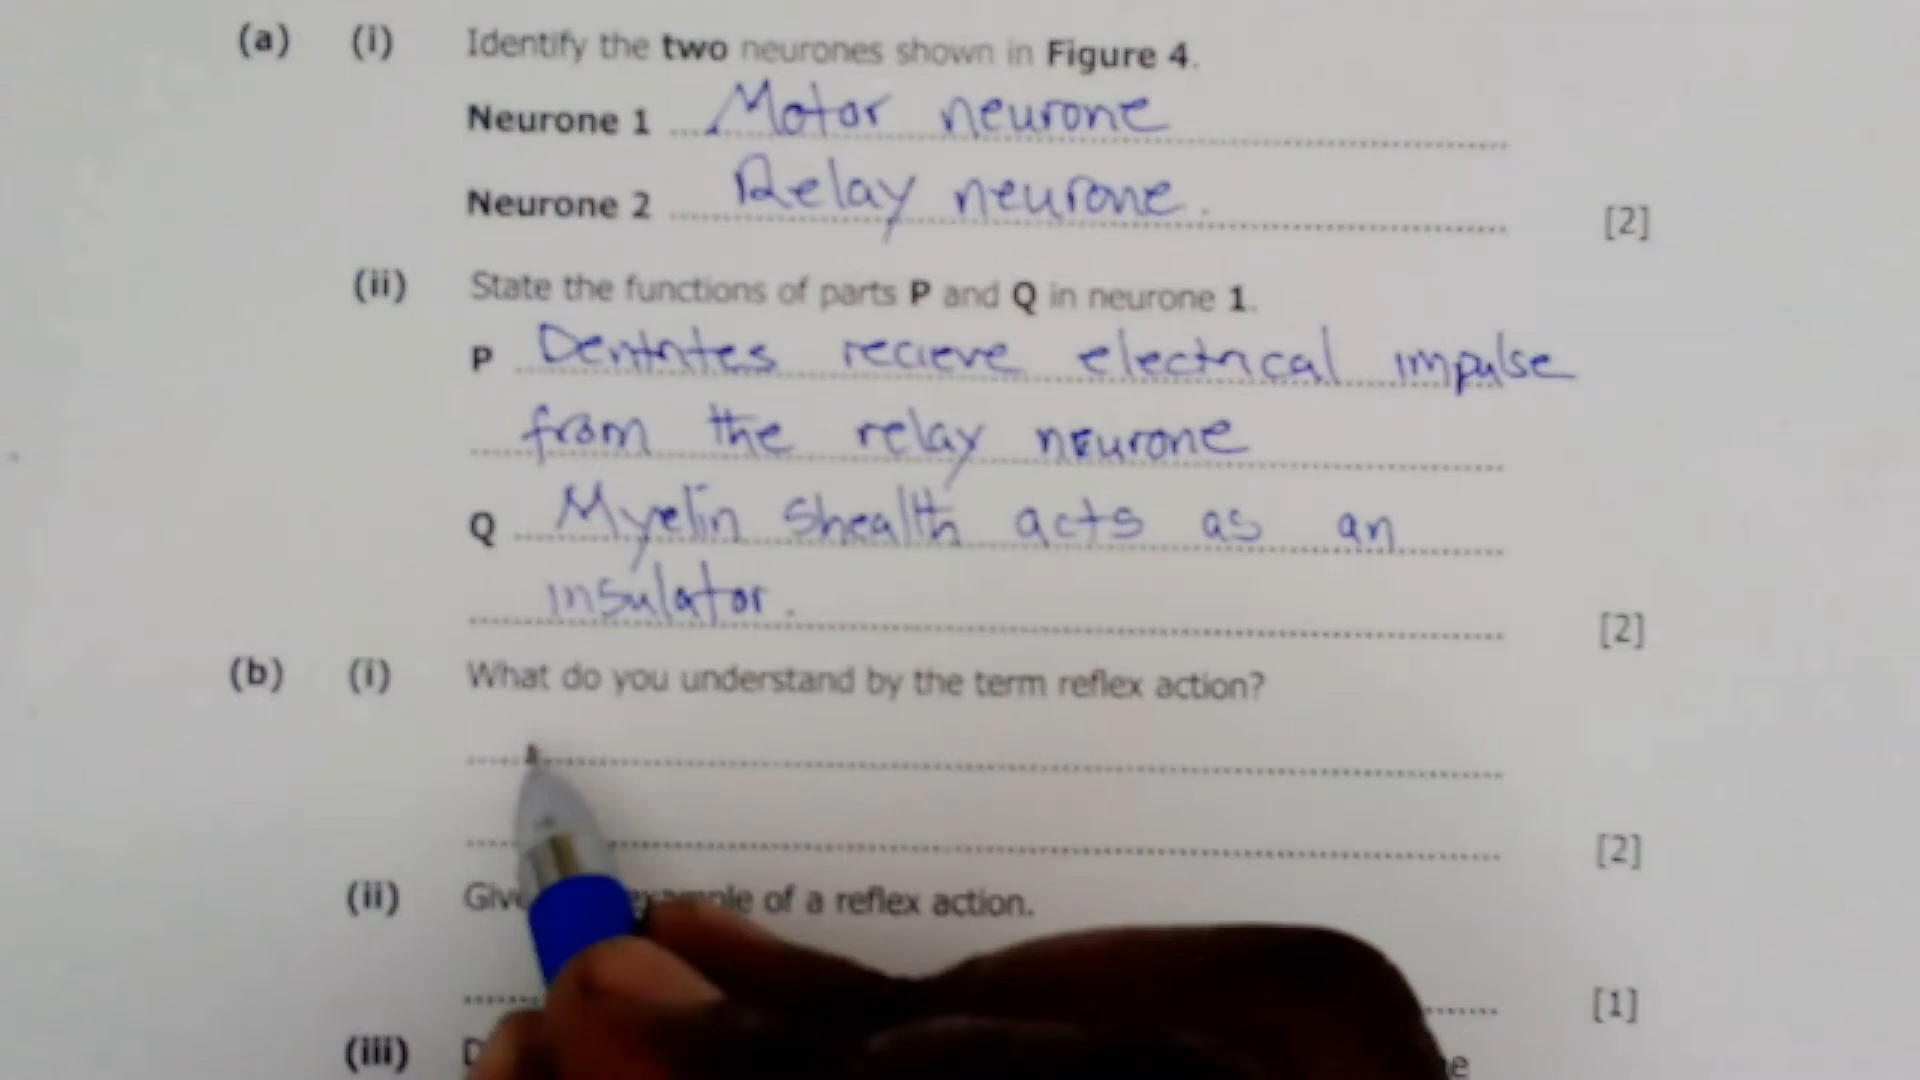 (a) (i) Identify the two neurones shown in Figure 4.
Neurone 1 Motor neurone
Neurone 2 Relay neurone. [2]
(ii) State the functions of parts P and Q in neurone 1.
P Dentrites recieve electrical impulse
from the relay neurone
Q Myelin shealth acts as an
insulator. [2]
(b) (i) What do you understand by the term reflex action?
[2]
(ii) Give example of a reflex action.
[1]
(iii)